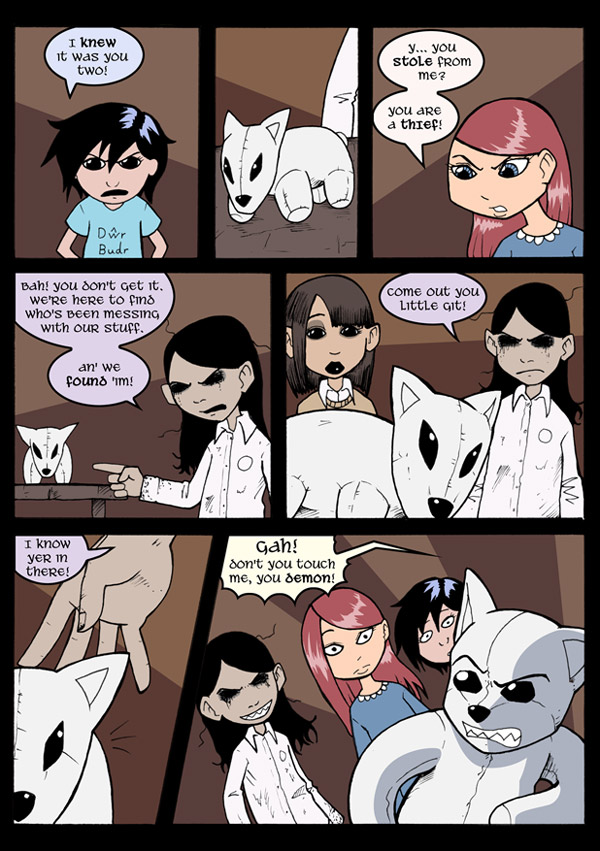 I knew
it was you
two!
Dŵr
Budr
Y... you
stole from
me?
you are
a thief!
Bah! you don't get it.
we're here to find
who's been messing
with our stuff.
an' we
found 'im!
come out you
little git!
I know
yer in
there!
Gah!
don't you touch
me, you demon!